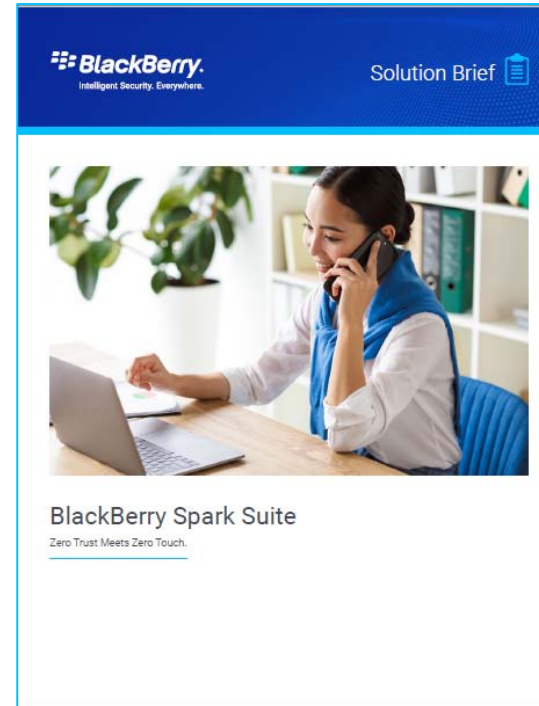 BlackBerry.
Intelligent Security. Everywhere.
Solution Brief
BlackBerry Spark Suite
Zero Trust Meets Zero Touch.